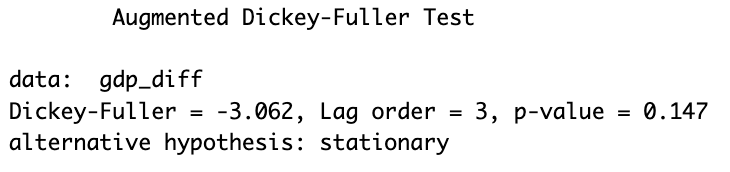 Augmented Dickey-Fuller Test
data:  gdp_diff
Dickey-Fuller = -3.062, Lag order = 3, p-value = 0.147
alternative hypothesis: stationary